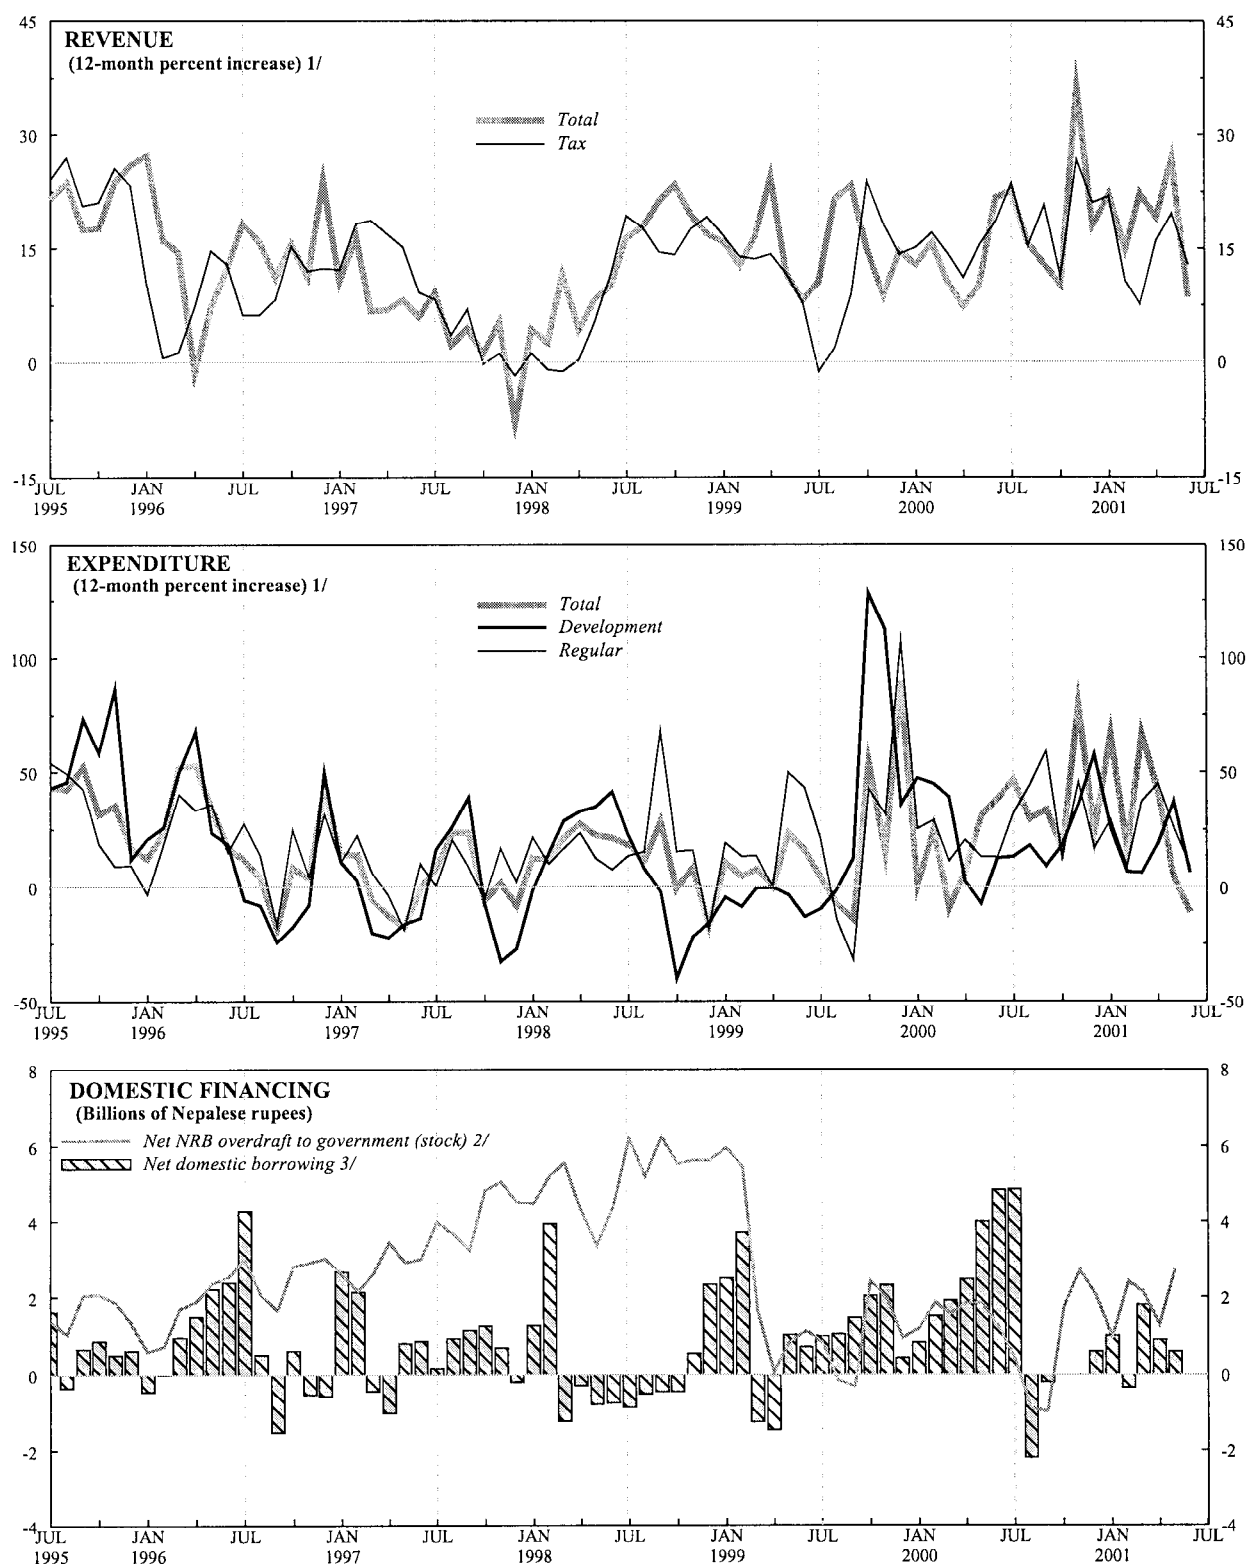 45
45
REVENUE
(12-month percent increase) 1/
Total
Tax
30
30
15
15
0
0
-15
-15
JUL JAN JUL JAN JUL JAN JUL JAN JUL JAN JUL JAN JUL
1995 1996 1997 1998 1999 2000 2001
150
150
EXPENDITURE
(12-month percent increase) 1/
Total
Development
Regular
100
100
50
50
0
0
-50
-50
JUL JAN JUL JAN JUL JAN JUL JAN JUL JAN JUL JAN JUL
1995 1996 1997 1998 1999 2000 2001
8
8
DOMESTIC FINANCING
(Billions of Nepalese rupees)
Net NRB overdraft to government (stock) 2/
Net domestic borrowing 3/
6
6
4
4
2
2
0
0
-2
-2
-4
-4
JUL JAN JUL JAN JUL JAN JUL JAN JUL JAN JUL JAN JUL
1995 1996 1997 1998 1999 2000 2001